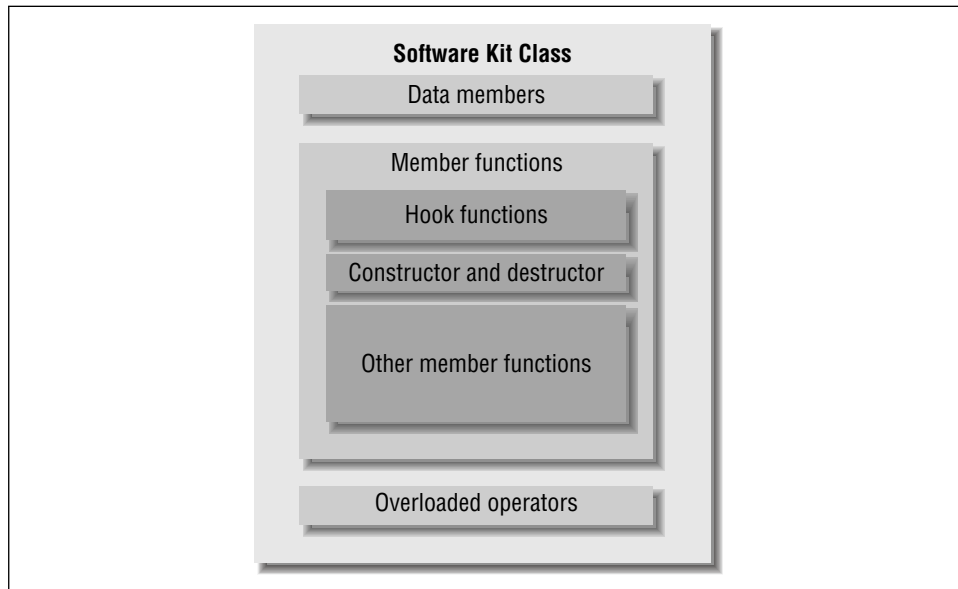 Software Kit Class
Data members
Member functions
Hook functions
Constructor and destructor
Other member functions
Overloaded operators